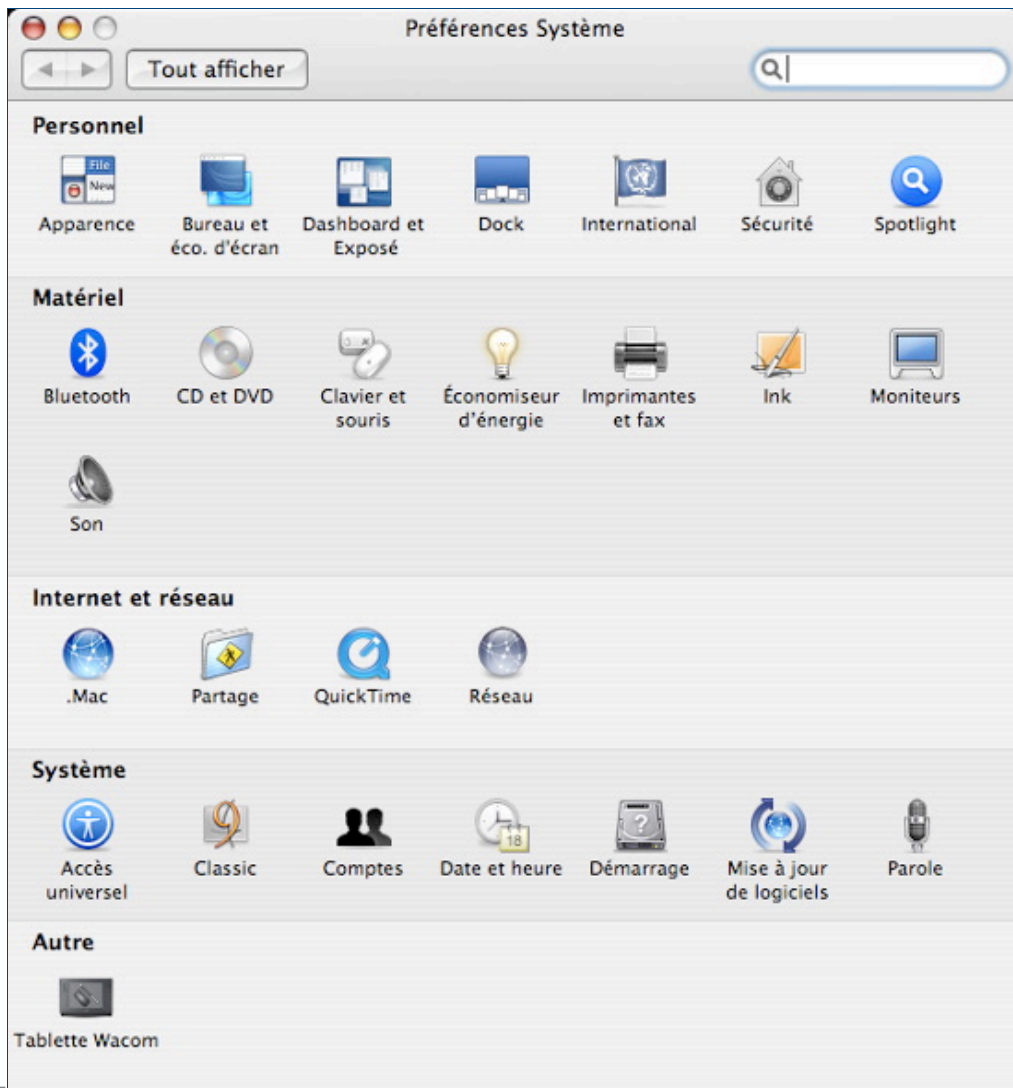 Préférences Système
Tout afficher
Personnel
File
New
Apparence
Bureau et
éco. d'écran
Dashboard et
Exposé
Dock
International
Sécurité
Spotlight
Matériel
Bluetooth
CD et DVD
Clavier et
souris
Économiseur
d'énergie
Imprimantes
et fax
Ink
Moniteurs
Son
Internet et réseau
.Mac
Partage
QuickTime
Réseau
Système
Accès
universel
9
Classic
Comptes
18
Date et heure
?
Démarrage
Mise à jour
de logiciels
Parole
Autre
Tablette Wacom